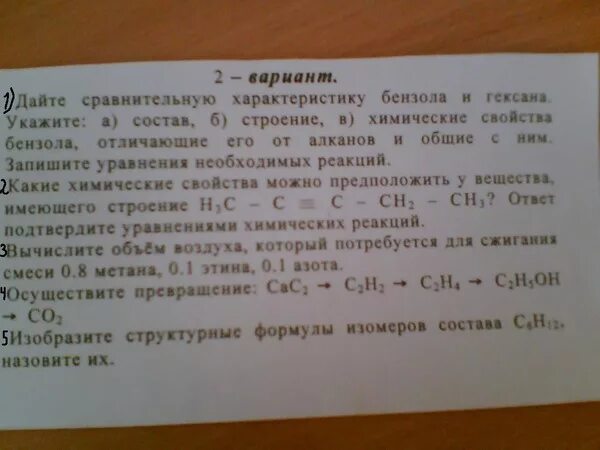 2 – вариант.
1) Дайте сравнительную характеристику бензола и гексана.
Укажите: а) состав, б) строение, в) химические свойства
бензола, отличающие его от алканов и общие с ним.
Запишите уравнения необходимых реакций.
2 Какие химические свойства можно предположить у вещества,
имеющего строение H₃C – C ≡ C – CH₂ – CH₃? Ответ
подтвердите уравнениями химических реакций.
3 Вычислите объём воздуха, который потребуется для сжигания
смеси 0.8 метана, 0.1 этина, 0.1 азота.
4 Осуществите превращение: CaC₂ → C₂H₂ → C₂H₄ → C₂H₅OH
→ CO₂
5 Изобразите структурные формулы изомеров состава C₆H₁₂,
назовите их.